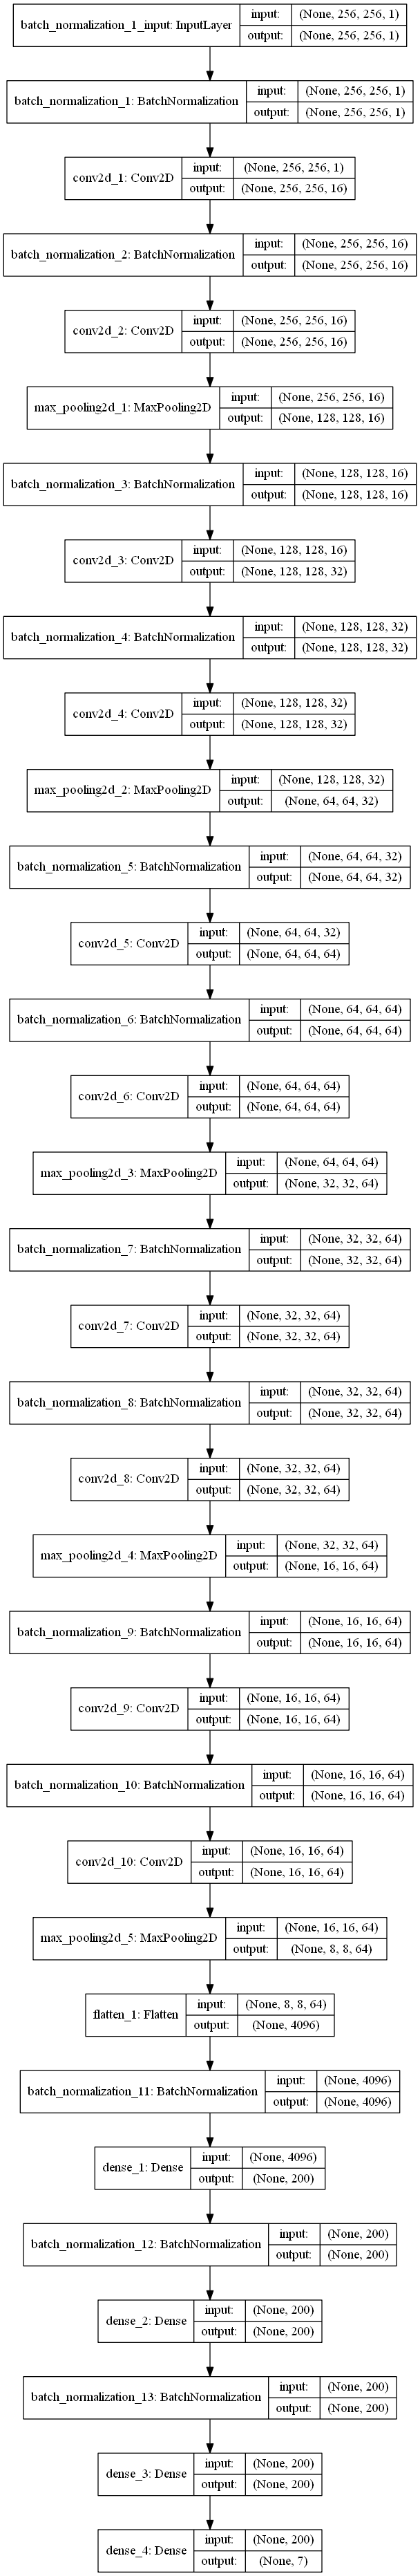 batch_normalization_1_input: InputLayer input: (None, 256, 256, 1)
output: (None, 256, 256, 1)
batch_normalization_1: BatchNormalization input: (None, 256, 256, 1)
output: (None, 256, 256, 1)
conv2d_1: Conv2D input: (None, 256, 256, 1)
output: (None, 256, 256, 16)
batch_normalization_2: BatchNormalization input: (None, 256, 256, 16)
output: (None, 256, 256, 16)
conv2d_2: Conv2D input: (None, 256, 256, 16)
output: (None, 256, 256, 16)
max_pooling2d_1: MaxPooling2D input: (None, 256, 256, 16)
output: (None, 128, 128, 16)
batch_normalization_3: BatchNormalization input: (None, 128, 128, 16)
output: (None, 128, 128, 16)
conv2d_3: Conv2D input: (None, 128, 128, 16)
output: (None, 128, 128, 32)
batch_normalization_4: BatchNormalization input: (None, 128, 128, 32)
output: (None, 128, 128, 32)
conv2d_4: Conv2D input: (None, 128, 128, 32)
output: (None, 128, 128, 32)
max_pooling2d_2: MaxPooling2D input: (None, 128, 128, 32)
output: (None, 64, 64, 32)
batch_normalization_5: BatchNormalization input: (None, 64, 64, 32)
output: (None, 64, 64, 32)
conv2d_5: Conv2D input: (None, 64, 64, 32)
output: (None, 64, 64, 64)
batch_normalization_6: BatchNormalization input: (None, 64, 64, 64)
output: (None, 64, 64, 64)
conv2d_6: Conv2D input: (None, 64, 64, 64)
output: (None, 64, 64, 64)
max_pooling2d_3: MaxPooling2D input: (None, 64, 64, 64)
output: (None, 32, 32, 64)
batch_normalization_7: BatchNormalization input: (None, 32, 32, 64)
output: (None, 32, 32, 64)
conv2d_7: Conv2D input: (None, 32, 32, 64)
output: (None, 32, 32, 64)
batch_normalization_8: BatchNormalization input: (None, 32, 32, 64)
output: (None, 32, 32, 64)
conv2d_8: Conv2D input: (None, 32, 32, 64)
output: (None, 32, 32, 64)
max_pooling2d_4: MaxPooling2D input: (None, 32, 32, 64)
output: (None, 16, 16, 64)
batch_normalization_9: BatchNormalization input: (None, 16, 16, 64)
output: (None, 16, 16, 64)
conv2d_9: Conv2D input: (None, 16, 16, 64)
output: (None, 16, 16, 64)
batch_normalization_10: BatchNormalization input: (None, 16, 16, 64)
output: (None, 16, 16, 64)
conv2d_10: Conv2D input: (None, 16, 16, 64)
output: (None, 16, 16, 64)
max_pooling2d_5: MaxPooling2D input: (None, 16, 16, 64)
output: (None, 8, 8, 64)
flatten_1: Flatten input: (None, 8, 8, 64)
output: (None, 4096)
batch_normalization_11: BatchNormalization input: (None, 4096)
output: (None, 4096)
dense_1: Dense input: (None, 4096)
output: (None, 200)
batch_normalization_12: BatchNormalization input: (None, 200)
output: (None, 200)
dense_2: Dense input: (None, 200)
output: (None, 200)
batch_normalization_13: BatchNormalization input: (None, 200)
output: (None, 200)
dense_3: Dense input: (None, 200)
output: (None, 200)
dense_4: Dense input: (None, 200)
output: (None, 7)